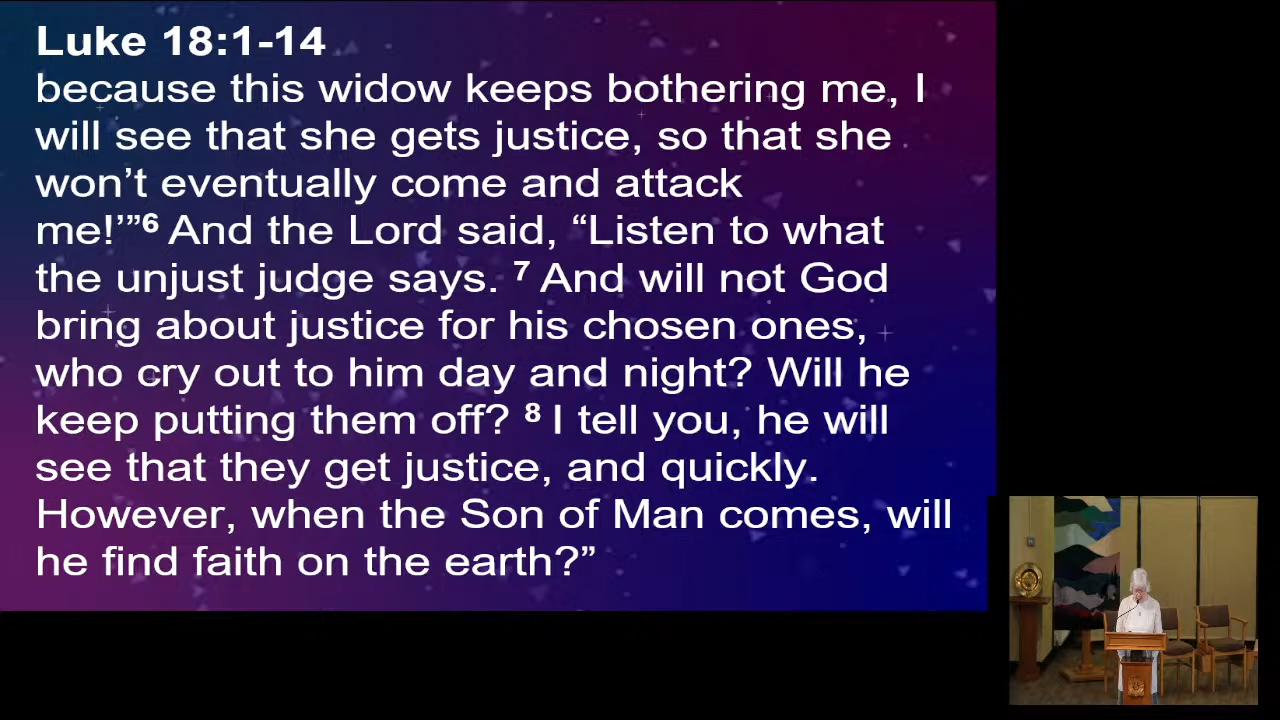 Luke 18:1-14
because this widow keeps bothering me, I
will see that she gets justice, so that she
won’t eventually come and attack
me!’”⁶ And the Lord said, “Listen to what
the unjust judge says. ⁷ And will not God
bring about justice for his chosen ones,
who cry out to him day and night? Will he
keep putting them off? ⁸ I tell you, he will
see that they get justice, and quickly.
However, when the Son of Man comes, will
he find faith on the earth?”